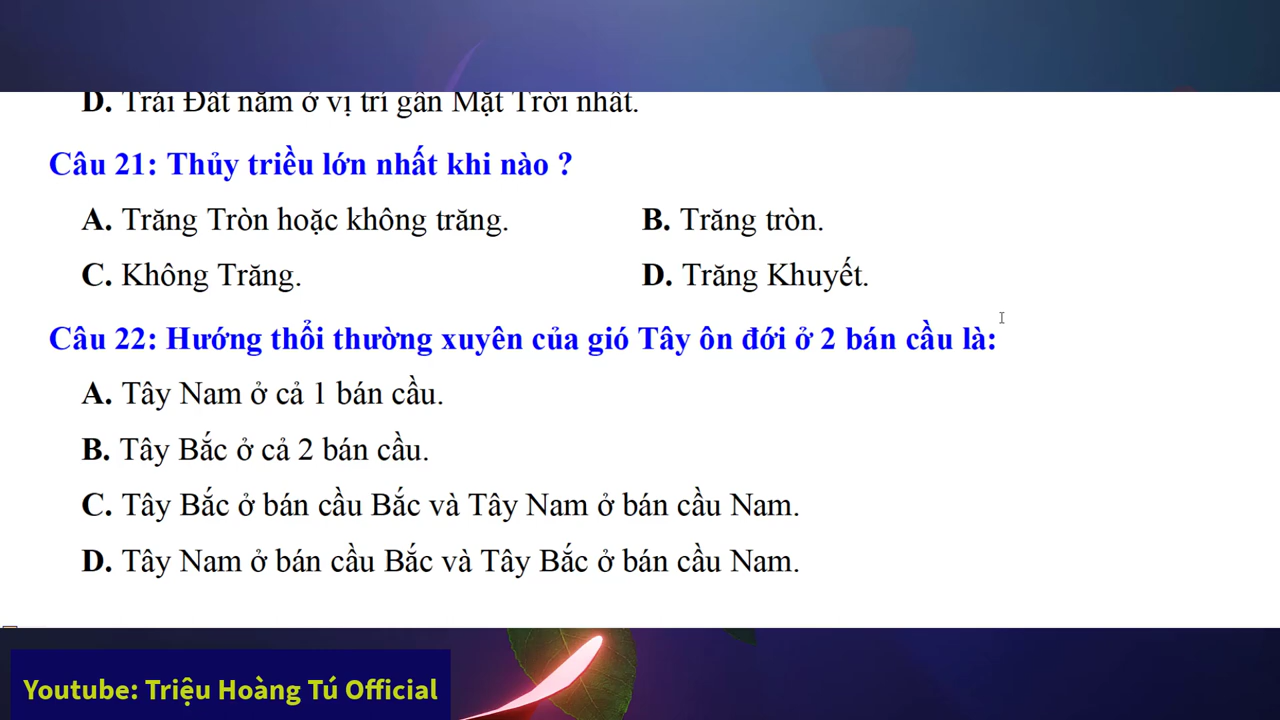 D. Trái Đất nằm ở vị trí gần Mặt Trời nhất.
Câu 21: Thủy triều lớn nhất khi nào ?
A. Trăng Tròn hoặc không trăng. B. Trăng tròn.
C. Không Trăng. D. Trăng Khuyết.
Câu 22: Hướng thổi thường xuyên của gió Tây ôn đới ở 2 bán cầu là:
A. Tây Nam ở cả 1 bán cầu.
B. Tây Bắc ở cả 2 bán cầu.
C. Tây Bắc ở bán cầu Bắc và Tây Nam ở bán cầu Nam.
D. Tây Nam ở bán cầu Bắc và Tây Bắc ở bán cầu Nam.
Youtube: Triệu Hoàng Tú Official